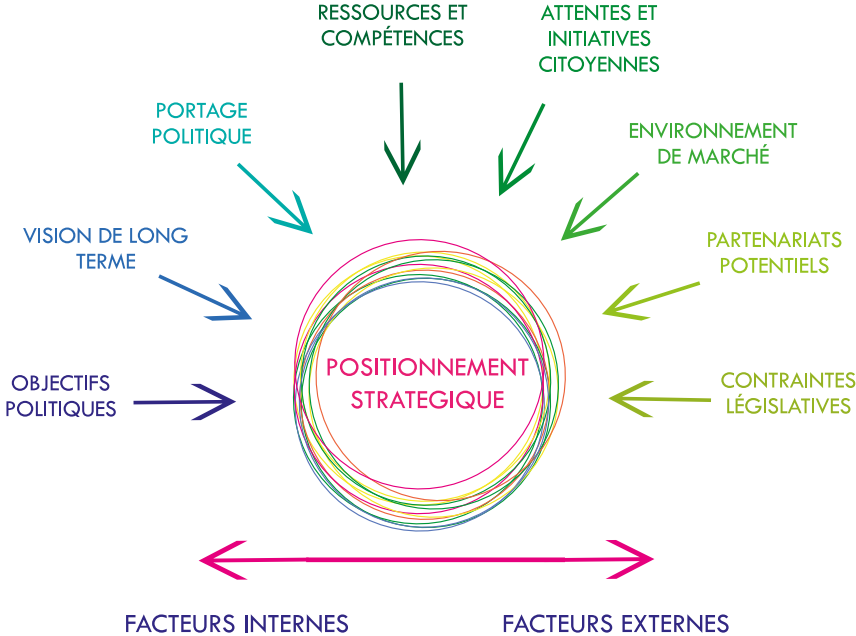 RESSOURCES ET
COMPÉTENCES
ATTENTES ET
INITIATIVES
CITOYENNES
PORTAGE
POLITIQUE
ENVIRONNEMENT
DE MARCHÉ
VISION DE LONG
TERME
PARTENARIATS
POTENTIELS
OBJECTIFS
POLITIQUES
POSITIONNEMENT
STRATEGIQUE
CONTRAINTES
LÉGISLATIVES
FACTEURS INTERNES
FACTEURS EXTERNES